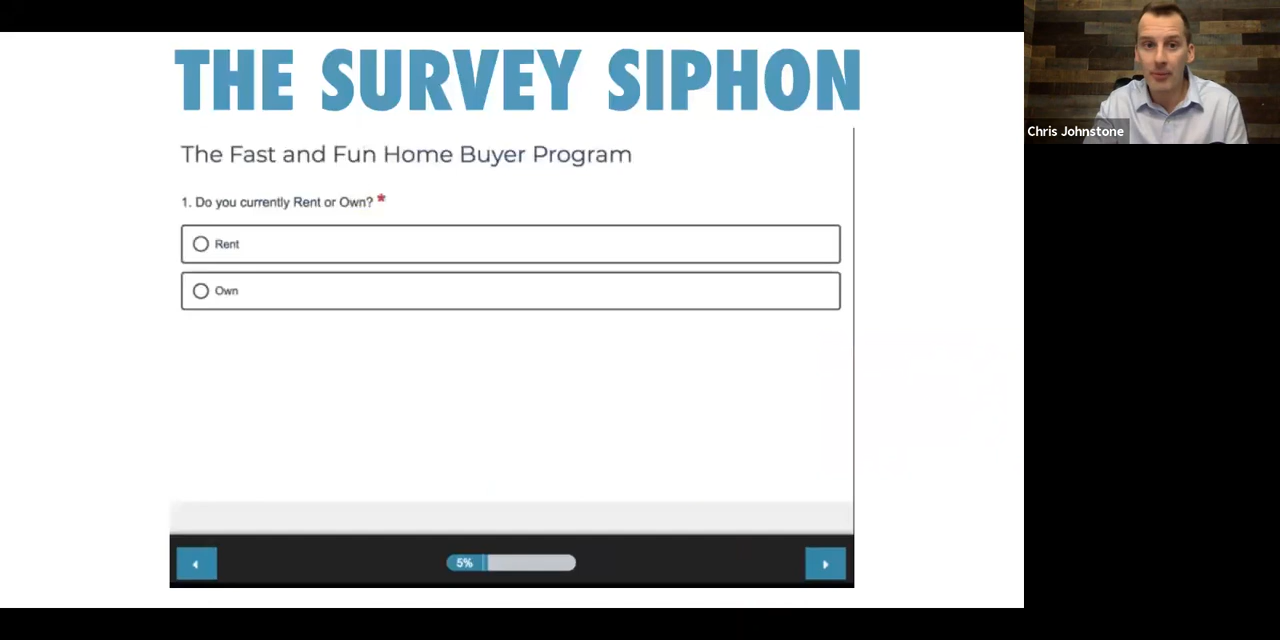 THE SURVEY SIPHON
The Fast and Fun Home Buyer Program
1. Do you currently Rent or Own? *
Rent
Own
5%
Chris Johnstone